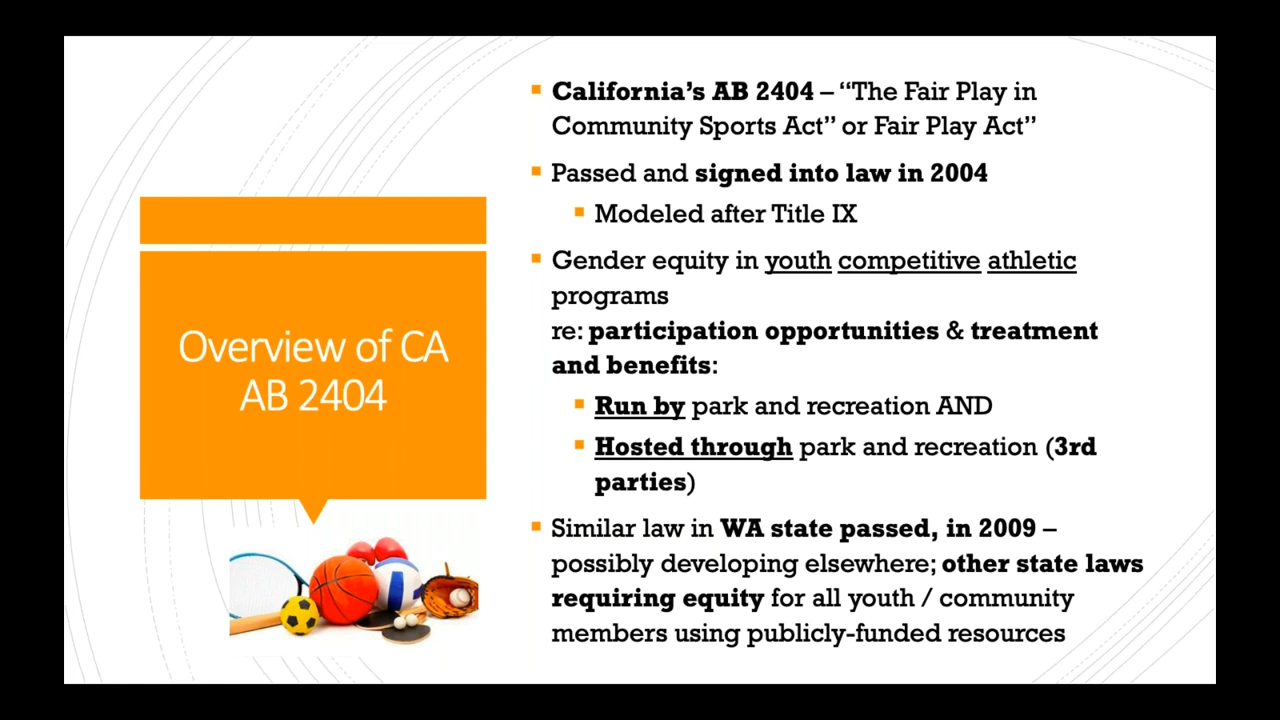 Overview of CA
AB 2404
California’s AB 2404 – “The Fair Play in
Community Sports Act” or Fair Play Act”
Passed and signed into law in 2004
Modeled after Title IX
Gender equity in youth competitive athletic
programs
re: participation opportunities & treatment
and benefits:
Run by park and recreation AND
Hosted through park and recreation (3rd
parties)
Similar law in WA state passed, in 2009 –
possibly developing elsewhere; other state laws
requiring equity for all youth / community
members using publicly-funded resources